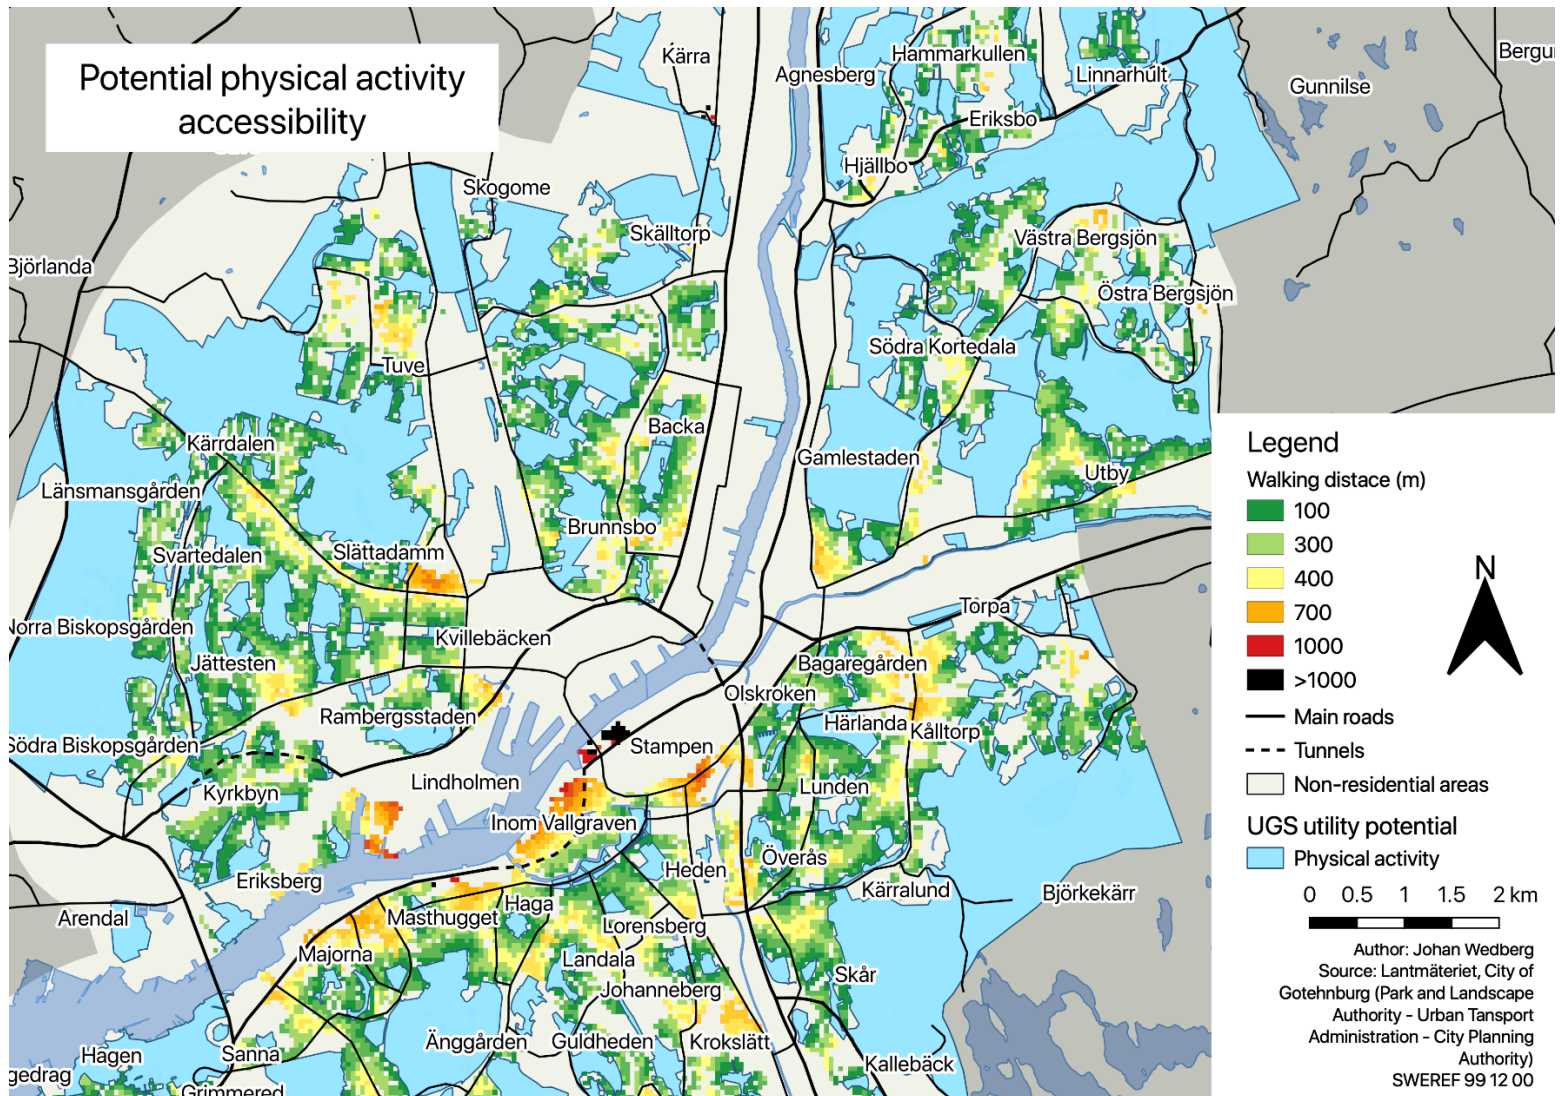 Potential physical activity
accessibility
Kärra
Agnesberg
Hammarkullen
Linnarhult
Gunnilse
Eriksbo
Hjällbo
Skogome
Skälltorp
Västra Bergsjön
Björlanda
Östra Bergsjön
Södra Kortedala
Tuve
Backa
Kärrdalen
Gamlestaden
Utby
Länsmansgården
Brunnsbo
Svartedalen
Slättadamm
Torpa
Norra Biskopsgården
Kvillebäcken
Jättesten
Bagaregården
Olskroken
Rambergsstaden
Härlanda
Kålltorp
Södra Biskopsgården
Stampen
Lindholmen
Kyrkbyn
Lunden
Inom Vallgraven
Överås
Heden
Eriksberg
Kärralund
Björkekärr
Haga
Arendal
Masthugget
Lorensberg
Majorna
Landala
Skår
Johanneberg
Änggården
Guldheden
Krokslätt
Hagen
Sanna
Kallebäck
gedrag
Grimmered
Legend
Walking distace (m)
100
300
400
700
1000
>1000
Main roads
Tunnels
Non-residential areas
UGS utility potential
Physical activity
N
0 0.5 1 1.5 2 km
Author: Johan Wedberg
Source: Lantmäteriet, City of
Gotehnburg (Park and Landscape
Authority - Urban Tansport
Administration - City Planning
Authority)
SWEREF 99 12 00